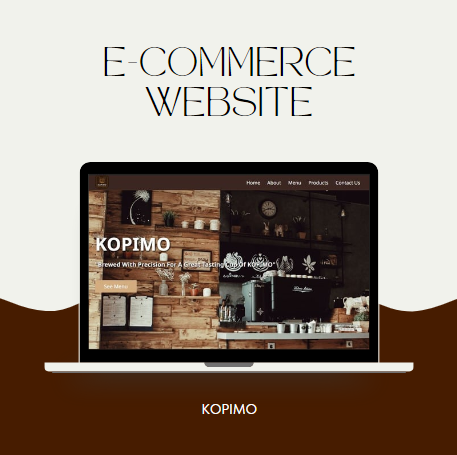 E-COMMERCE
WEBSITE
Home About Menu Products Contact Us
KOPIMO
"Brewed With Precision For A Great Tasting Cup Of KOPIMO"
See Menu
KOPIMO